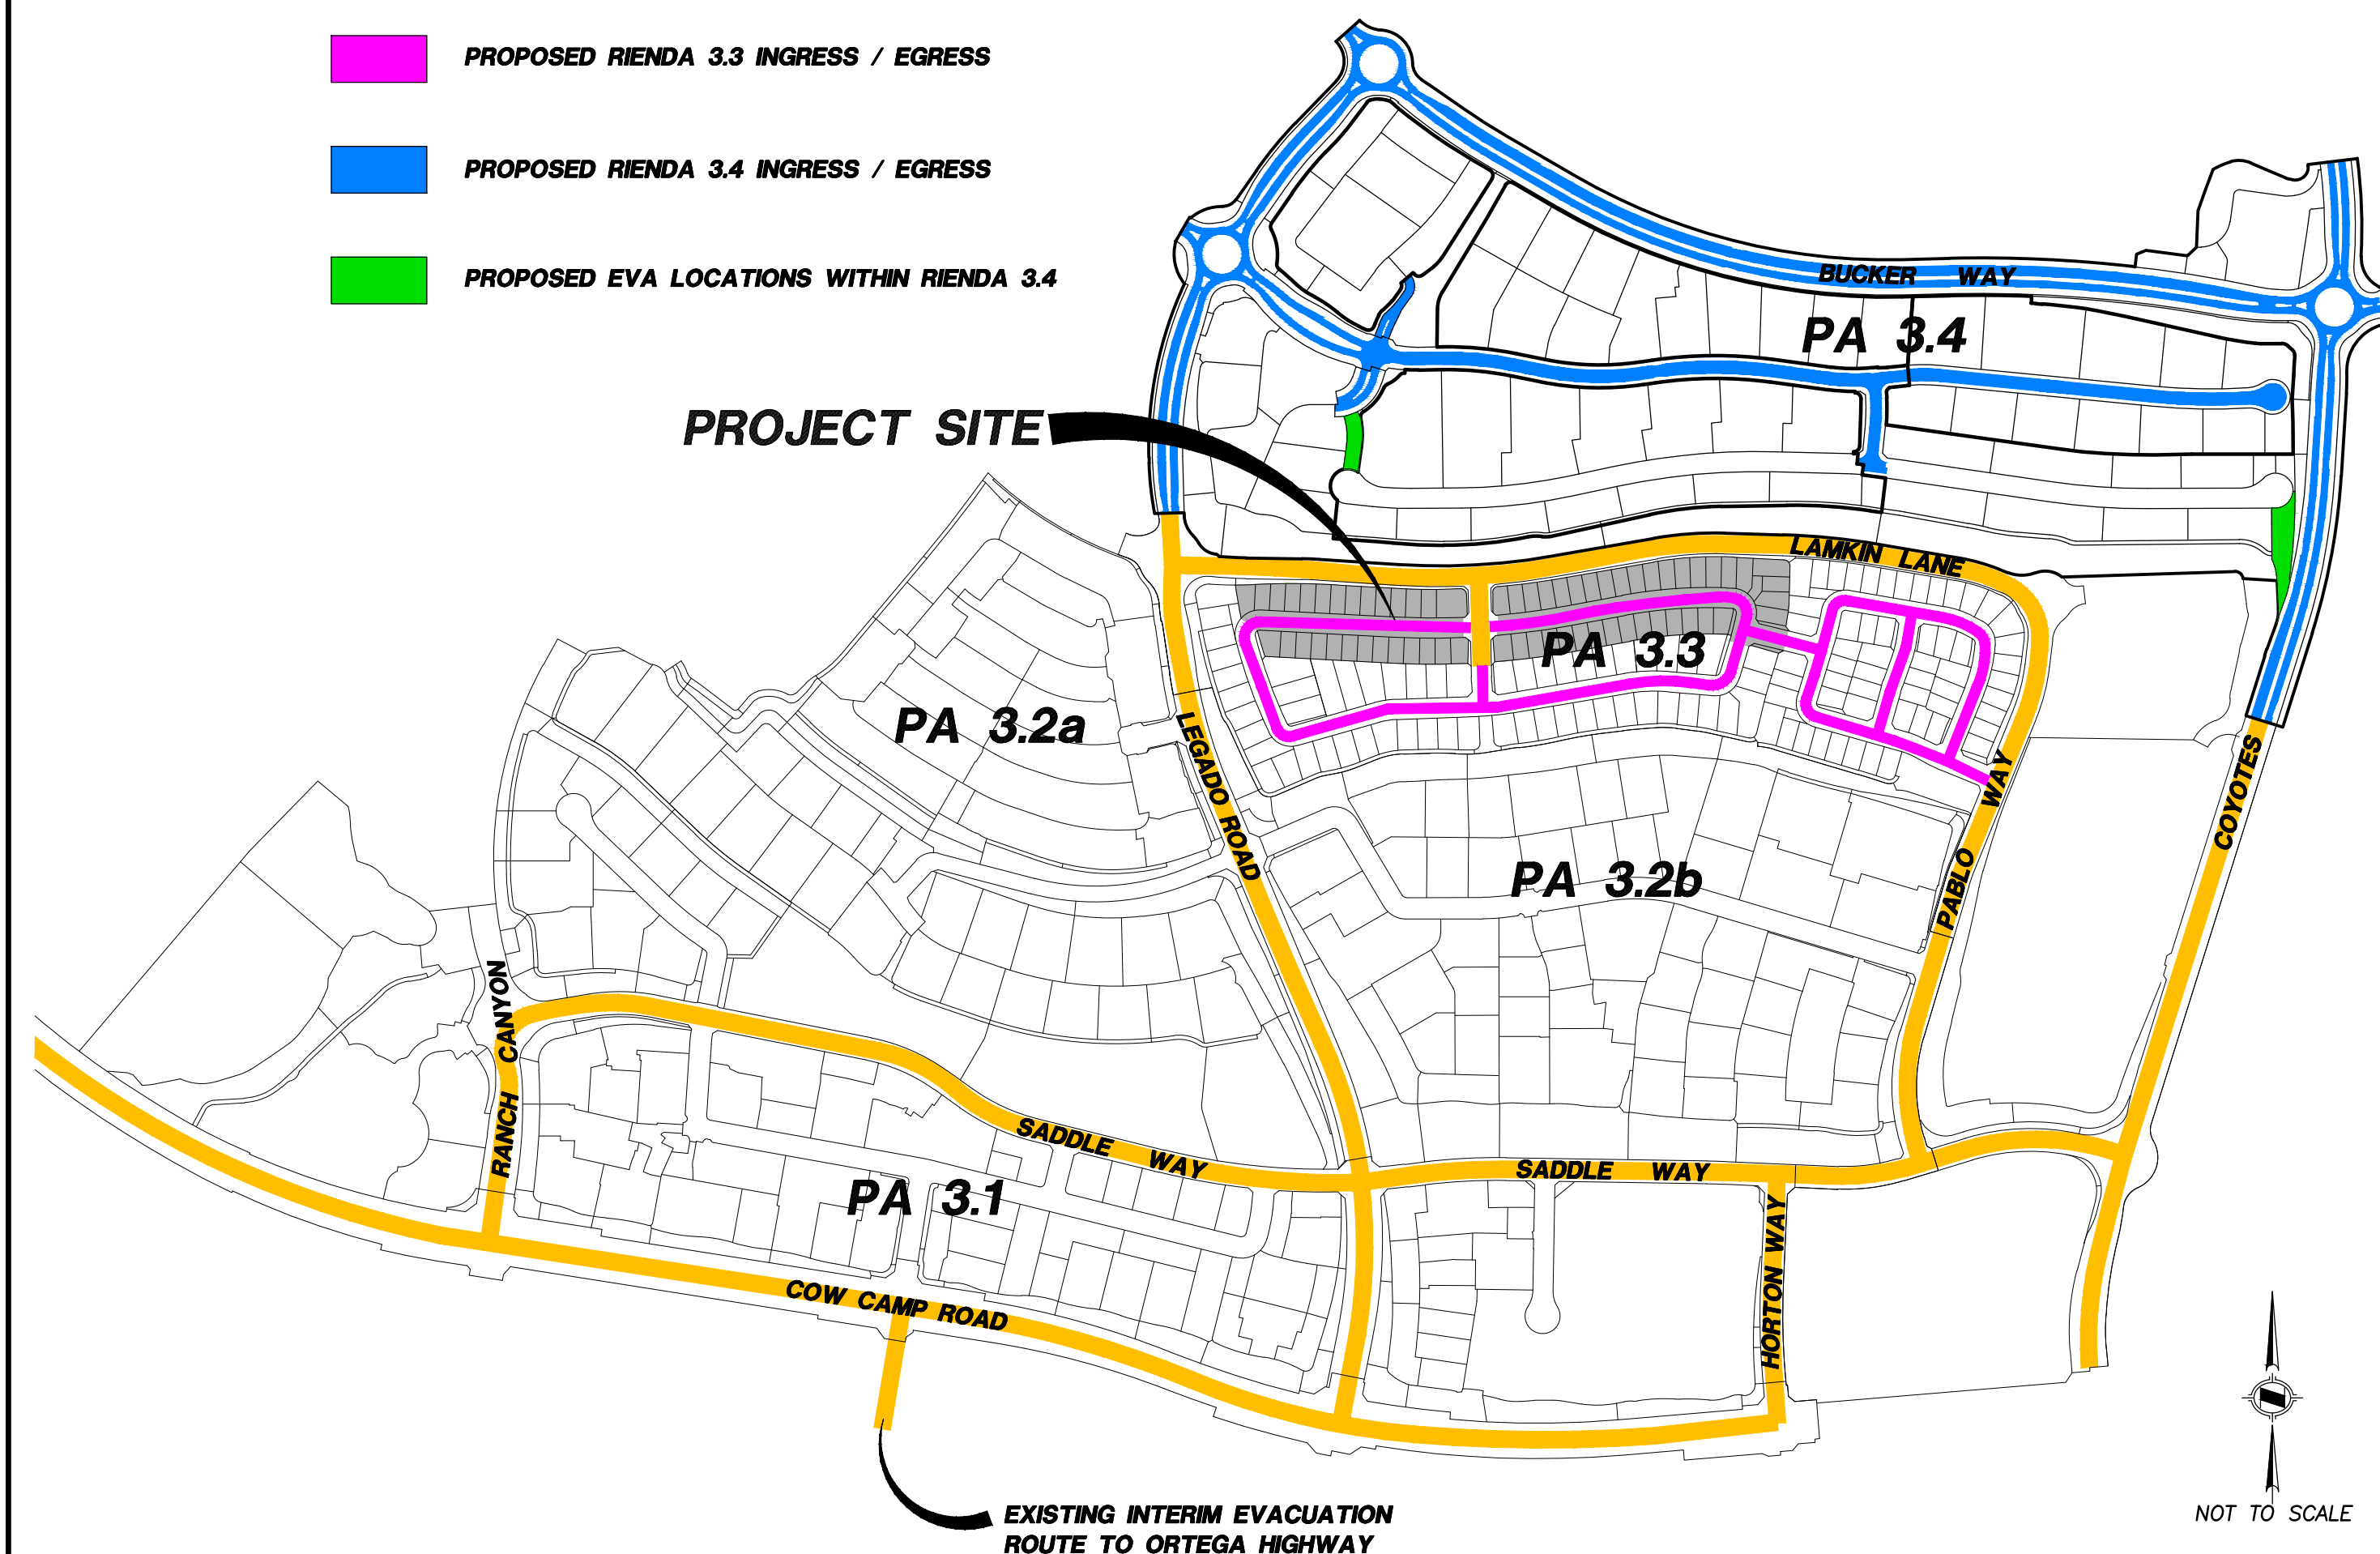 PROPOSED RIENDA 3.3 INGRESS / EGRESS
PROPOSED RIENDA 3.4 INGRESS / EGRESS
PROPOSED EVA LOCATIONS WITHIN RIENDA 3.4
BUCKER WAY
PA 3.4
PROJECT SITE
LAMKIN LANE
PA 3.3
PA 3.2a
LEGADO ROAD
PA 3.2b
PABLO WAY
COYOTES
RANCH CANYON
SADDLE WAY
SADDLE WAY
PA 3.1
HORTON WAY
COW CAMP ROAD
EXISTING INTERIM EVACUATION
ROUTE TO ORTEGA HIGHWAY
NOT TO SCALE